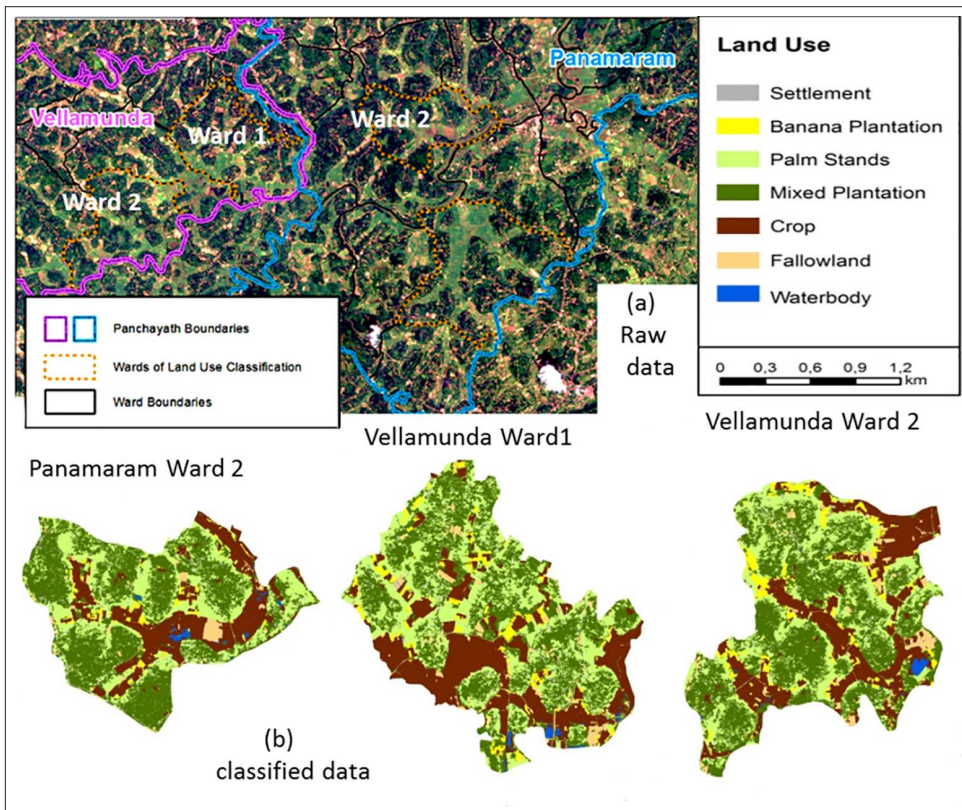 Vellamunda
Ward 1
Ward 2
Ward 2
Panamaram
Panchayath Boundaries
Wards of Land Use Classification
Ward Boundaries
(a)
Raw
data
Land Use
Settlement
Banana Plantation
Palm Stands
Mixed Plantation
Crop
Fallowland
Waterbody
0 0,3 0,6 0,9 1,2
km
Panamaram Ward 2
Vellamunda Ward1
Vellamunda Ward 2
(b)
classified data